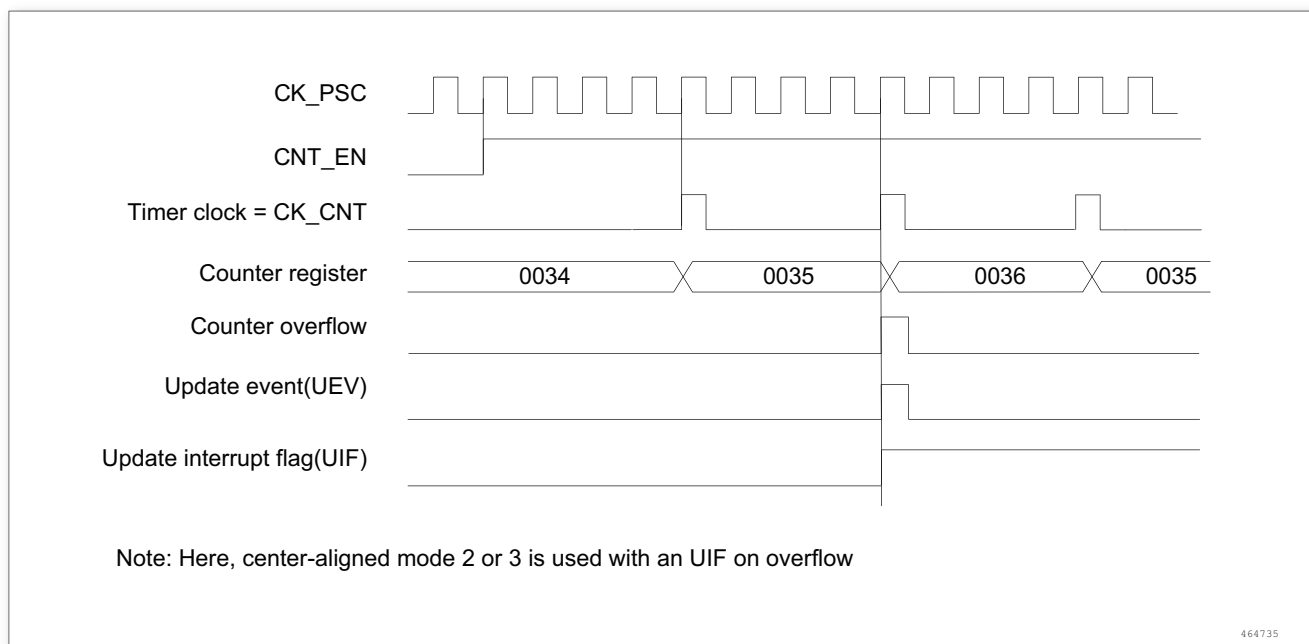 CK_PSC
CNT_EN
Timer clock = CK_CNT
Counter register 0034 0035 0036 0035
Counter overflow
Update event(UEV)
Update interrupt flag(UIF)
Note: Here, center-aligned mode 2 or 3 is used with an UIF on overflow
464735